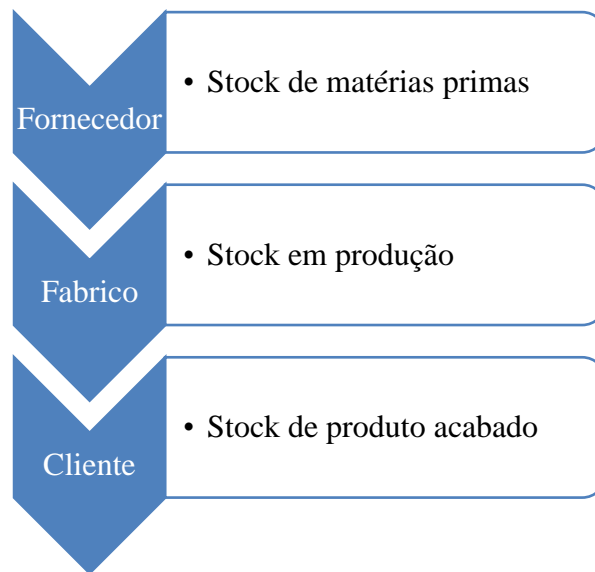 Fornecedor
• Stock de matérias primas
Fabrico
• Stock em produção
Cliente
• Stock de produto acabado